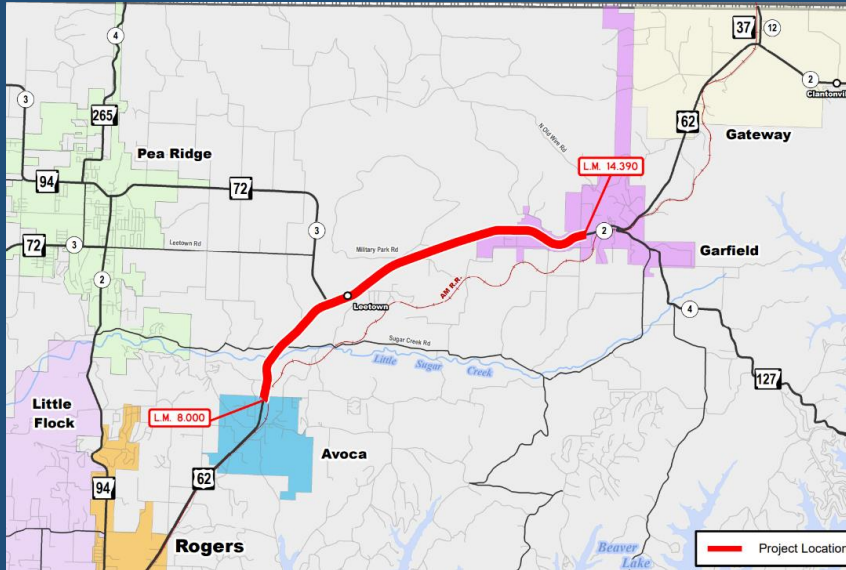 4
37
12
3
265
2
Clantonvil
62
Gateway
N Old Wire Rd
Pea Ridge
L.M. 14.390
94
72
3
72
3
Leetown Rd
Military Park Rd
2
Garfield
2
AM R.R.
Leetown
4
Sugar Creek Rd
Little Sugar Creek
127
Little
Flock
L.M. 8.000
Avoca
62
94
Rogers
Beaver
Lake
Project Location